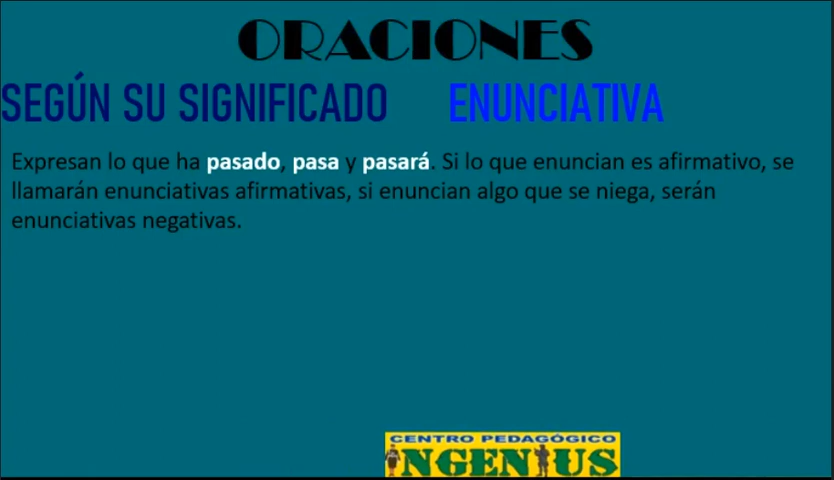 ORACIONES
SEGÚN SU SIGNIFICADO ENUNCIATIVA
Expresan lo que ha pasado, pasa y pasará. Si lo que enuncian es afirmativo, se
llamarán enunciativas afirmativas, si enuncian algo que se niega, serán
enunciativas negativas.
CENTRO PEDAGÓGICO
INGENIUS